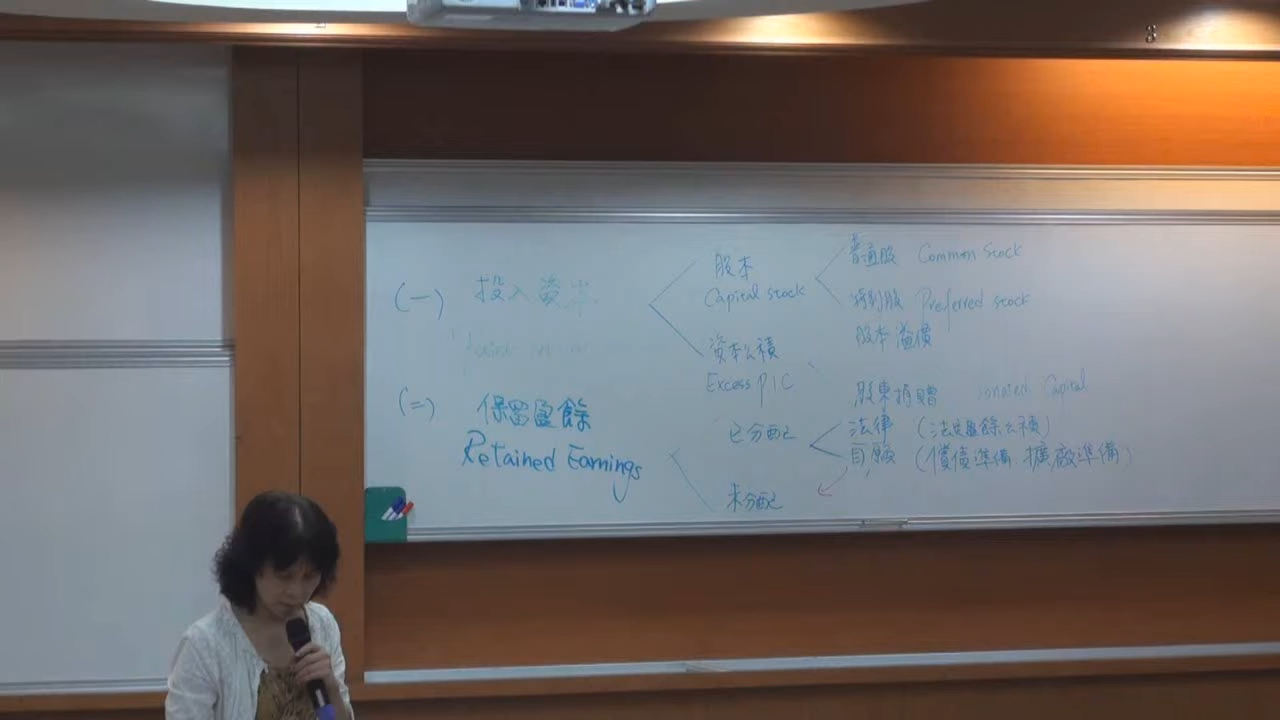 (一) 投入資本
股本
Capital stock
普通股 Common stock
特別股 Preferred stock
資本公積
Excess PIC
股本溢價
股東捐贈 Donated Capital
(二) 保留盈餘
Retained Earnings
已分配
法律 (法定盈餘公積)
自願 (償債準備、擴廠準備)
未分配